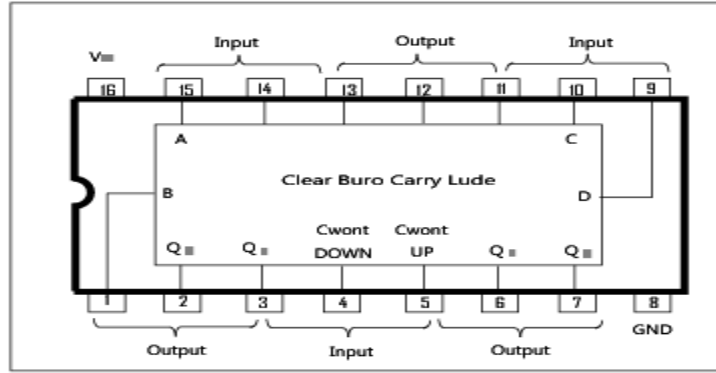 Input Output Input
V
16 15 14 13 12 11 10 9
A C
Clear Buro Carry Lude
B D
Cwont Cwont
Q Q DOWN UP Q Q
1 2 3 4 5 6 7 8
Output Input Output GND